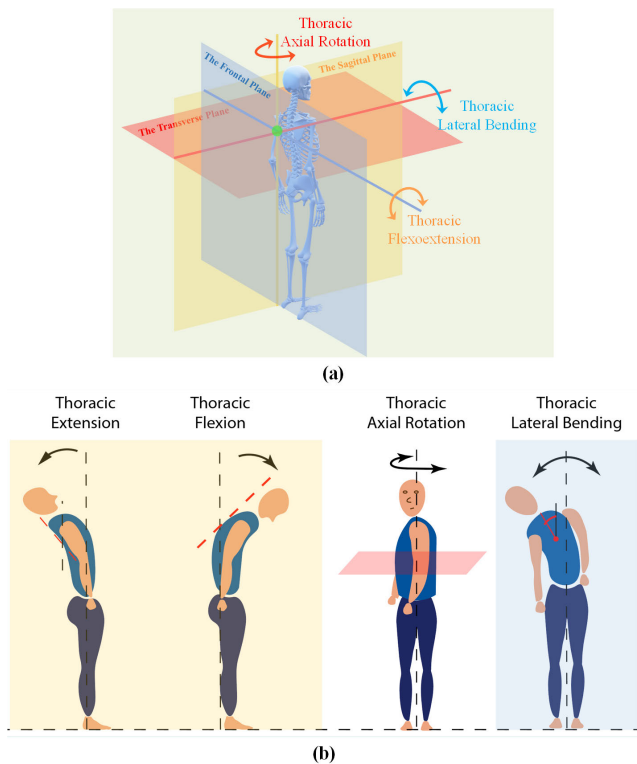 Thoracic
Axial Rotation
The Sagittal Plane
The Frontal Plane
The Transverse Plane
Thoracic
Lateral Bending
Thoracic
Flexoextension
(a)
Thoracic
Extension
Thoracic
Flexion
Thoracic
Axial Rotation
Thoracic
Lateral Bending
(b)